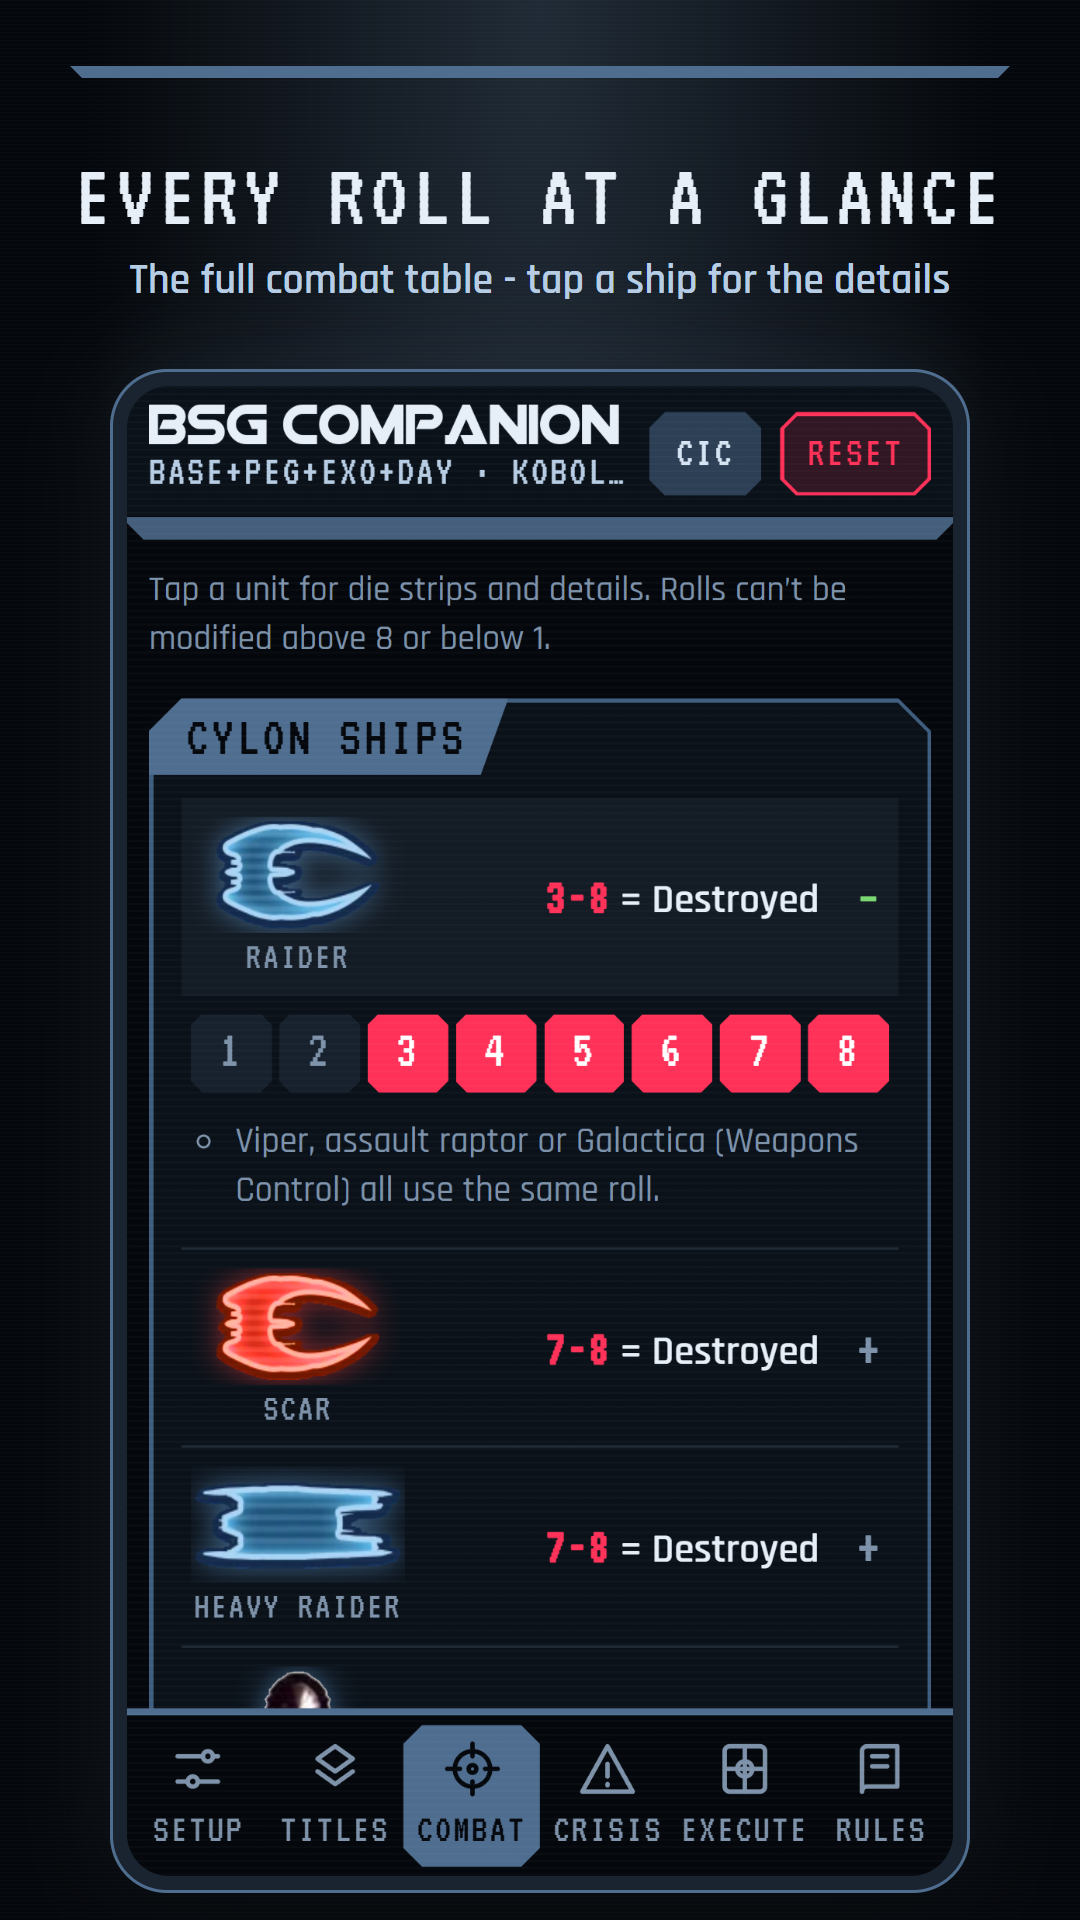 EVERY ROLL AT A GLANCE
The full combat table - tap a ship for the details
BSG COMPANION
BASE+PEG+EXO+DAY · KOBOL…
CIC
RESET
Tap a unit for die strips and details. Rolls can't be
modified above 8 or below 1.
CYLON SHIPS
3-8 = Destroyed −
RAIDER
1 2 3 4 5 6 7 8
Viper, assault raptor or Galactica (Weapons
Control) all use the same roll.
7-8 = Destroyed +
SCAR
7-8 = Destroyed +
HEAVY RAIDER
SETUP TITLES COMBAT CRISIS EXECUTE RULES